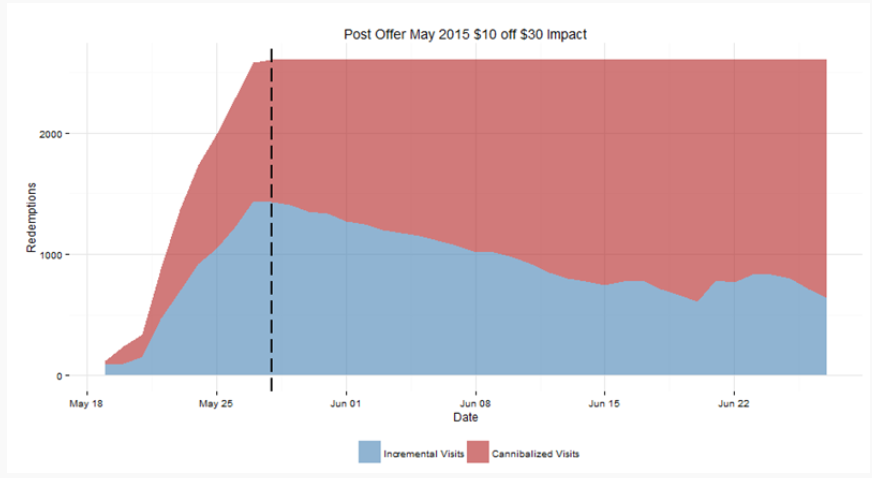 Post Offer May 2015 $10 off $30 Impact
Redemptions
2000
1000
0
May 18 May 25 Jun 01 Jun 08 Jun 15 Jun 22
Date
Incremental Visits Cannibalized Visits